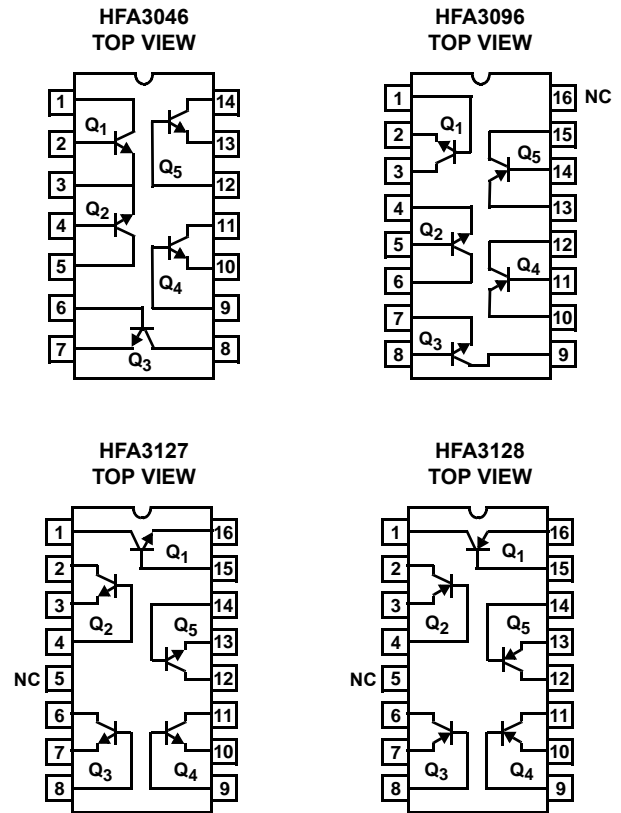 HFA3046
TOP VIEW
1
2
3
4
5
6
7
14
13
12
11
10
9
8
Q1
Q2
Q3
Q4
Q5
HFA3096
TOP VIEW
1
2
3
4
5
6
7
8
16 NC
15
14
13
12
11
10
9
Q1
Q2
Q3
Q4
Q5
HFA3127
TOP VIEW
1
2
3
4
NC 5
6
7
8
16
15
14
13
12
11
10
9
Q1
Q2
Q3
Q4
Q5
HFA3128
TOP VIEW
1
2
3
4
NC 5
6
7
8
16
15
14
13
12
11
10
9
Q1
Q2
Q3
Q4
Q5